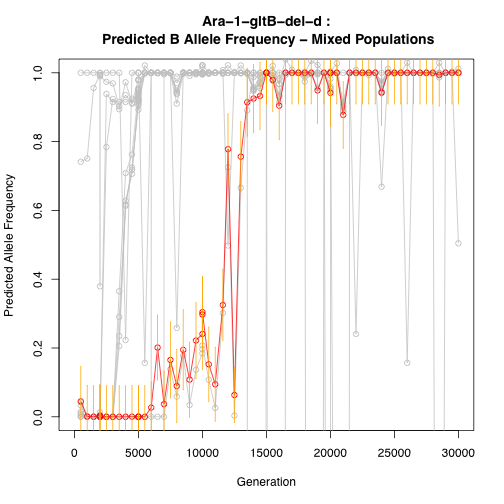 Ara−1−gltB−del−d :
Predicted B Allele Frequency − Mixed Populations
Predicted Allele Frequency
1.0
0.8
0.6
0.4
0.2
0.0
0 5000 10000 15000 20000 25000 30000
Generation